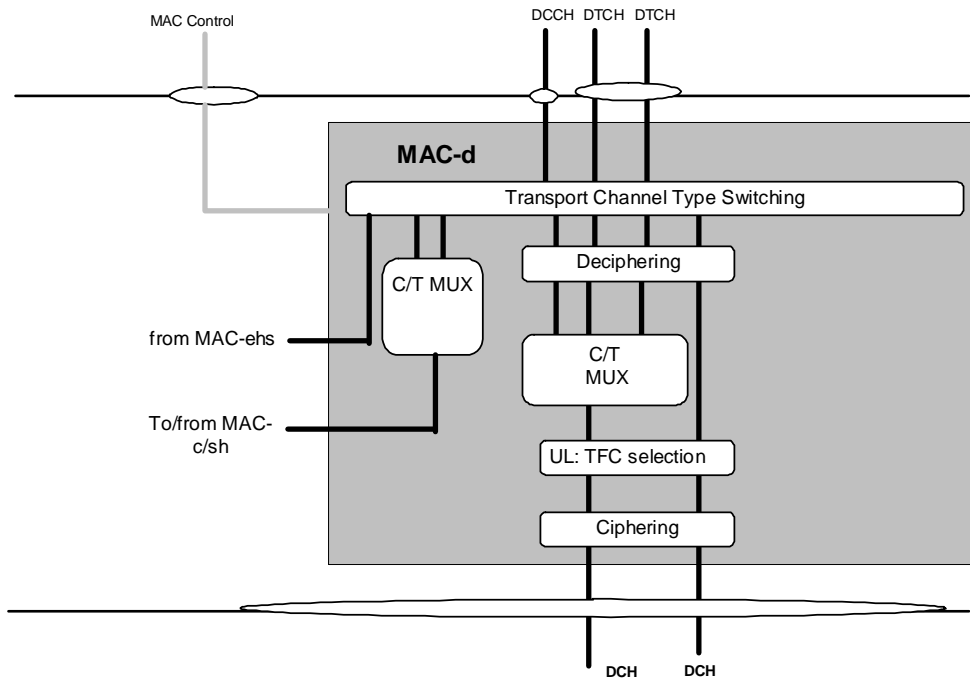 MAC Control
DCCH
DTCH
DTCH
MAC-d
Transport Channel Type Switching
Deciphering
C/T MUX
from MAC-ehs
C/T
MUX
To/from MAC-
c/sh
UL: TFC selection
Ciphering
DCH
DCH